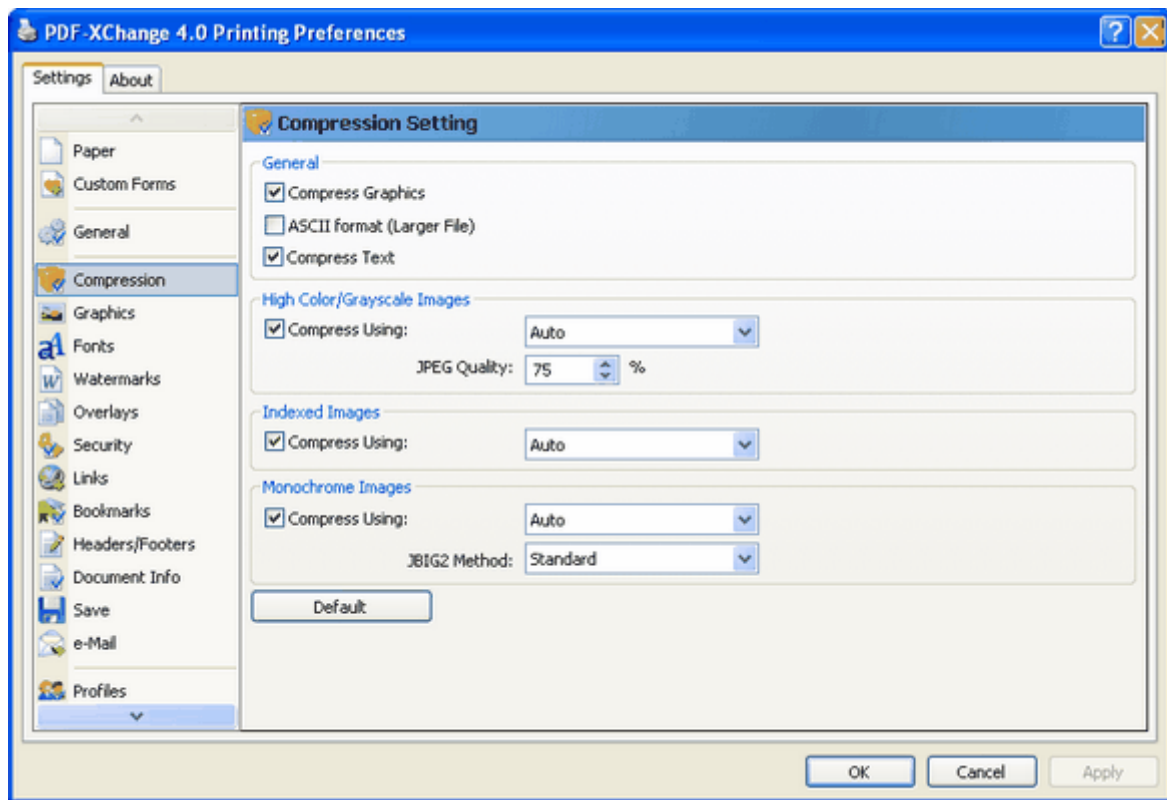 PDF-XChange 4.0 Printing Preferences
Settings About
Paper
Custom Forms
General
Compression
Graphics
Fonts
Watermarks
Overlays
Security
Links
Bookmarks
Headers/Footers
Document Info
Save
e-Mail
Profiles
Compression Setting
General
Compress Graphics
ASCII format (Larger File)
Compress Text
High Color/Grayscale Images
Compress Using: Auto
JPEG Quality: 75 %
Indexed Images
Compress Using: Auto
Monochrome Images
Compress Using: Auto
JBIG2 Method: Standard
Default
OK Cancel Apply